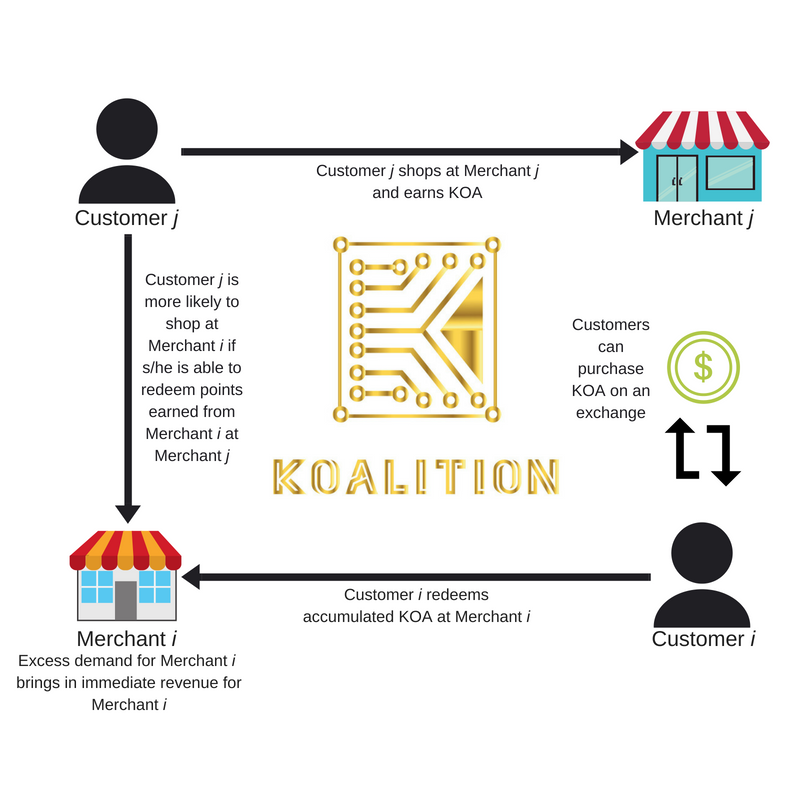 Customer j shops at Merchant j
and earns KOA
Customer j
Merchant j
Customer j is
more likely to
shop at
Merchant i if
s/he is able to
redeem points
earned from
Merchant i at
Merchant j
Customers
can
purchase
KOA on an
exchange
$
KOALITION
Customer i redeems
accumulated KOA at Merchant i
Merchant i
Excess demand for Merchant i
brings in immediate revenue for
Merchant i
Customer i